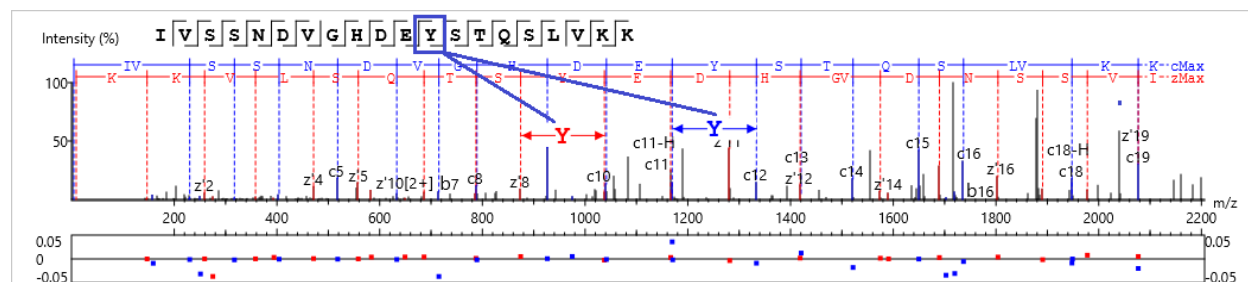 I V S S N D V G H D E Y S T Q S L V K K
Intensity (%)
IV S S N D V G H D E Y S T Q S LV K K cMax
K K V L S Q T S Y E D H GV D N S S V I zMax
100
50
Y Y
z'2 z'4 c5 z'5 z'10[2+] b7 c8 z'8 c10 c11-H c11 c12 c13 z'12 c14 z'14 c15 c16 b16 z'16 c18-H c18 z'19 c19
200 400 600 800 1000 1200 1400 1600 1800 2000 2200 m/z
0.05 0.05
0 0
-0.05 -0.05